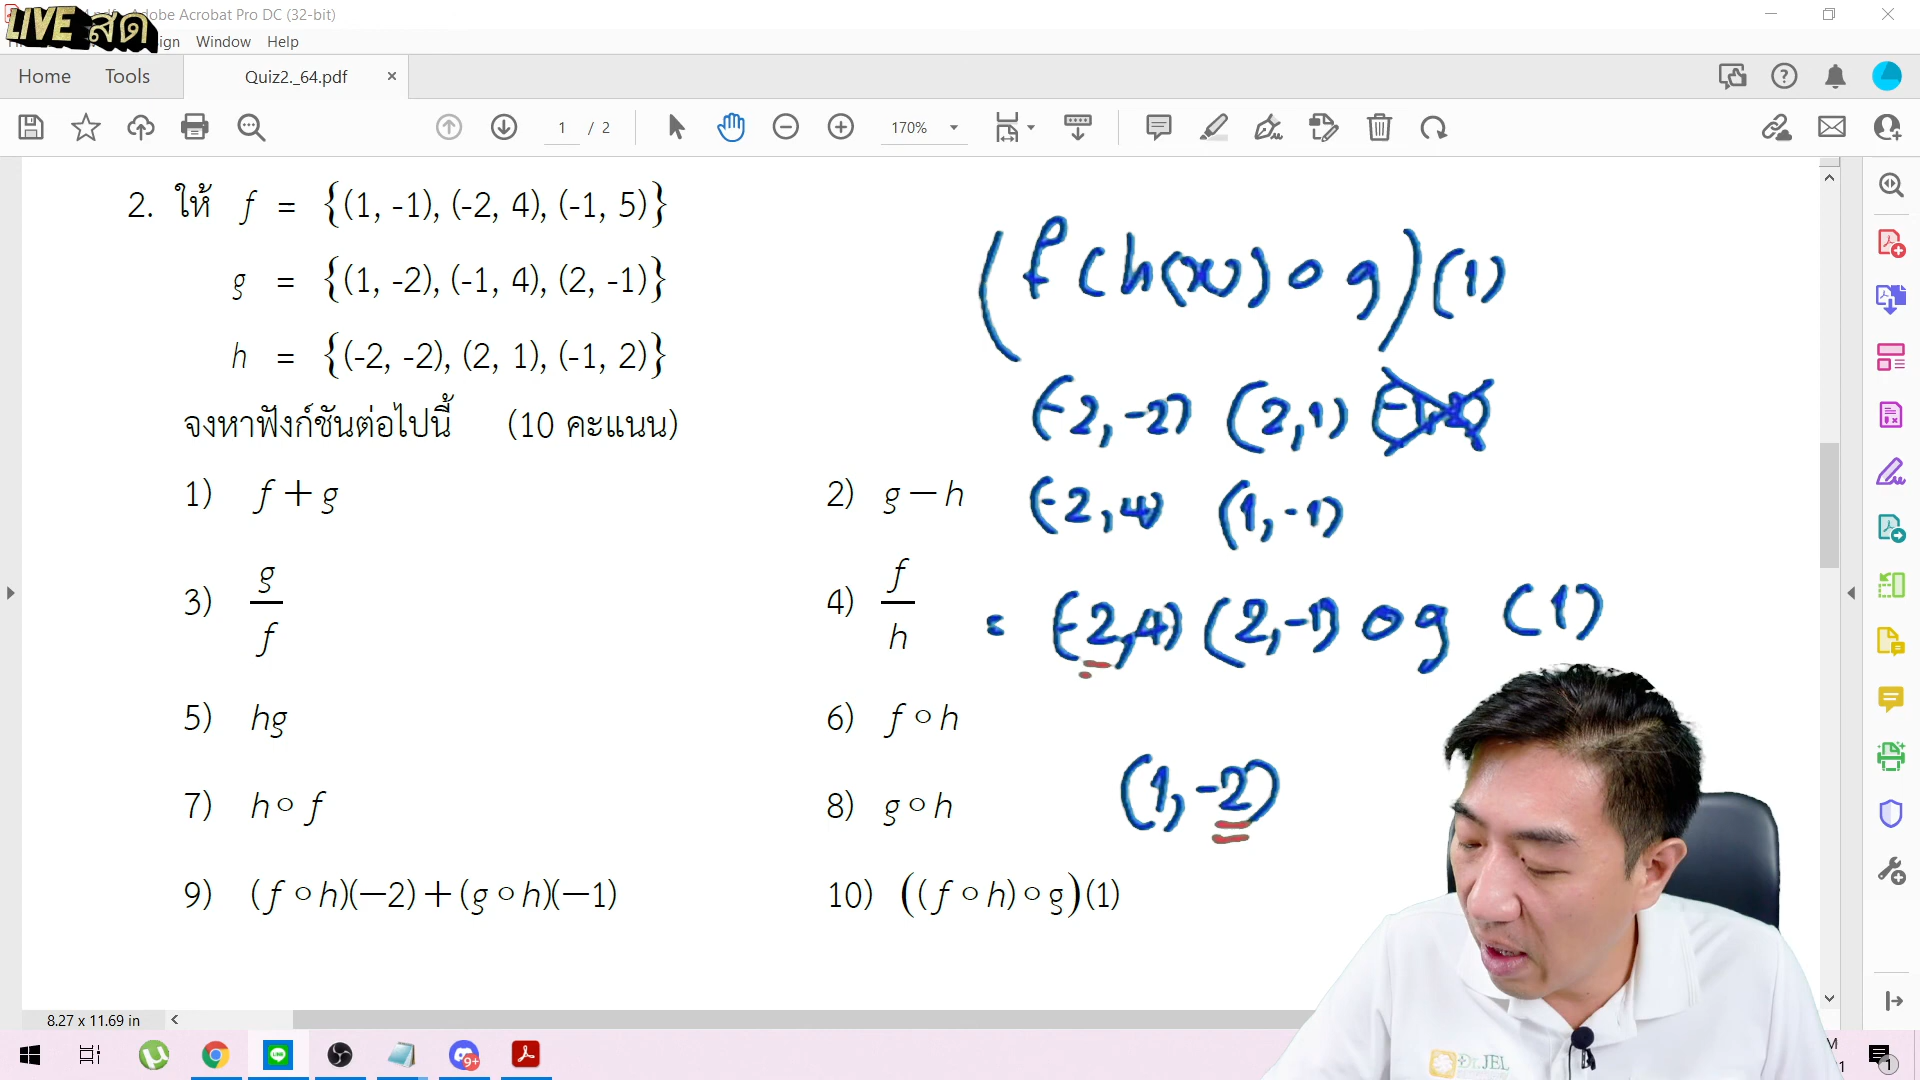 LIVE สด
Adobe Acrobat Pro DC (32-bit)
Window Help
Home Tools Quiz2._64.pdf
1 / 2 170%
2. ให้ f = {(1, -1), (-2, 4), (-1, 5)}
g = {(1, -2), (-1, 4), (2, -1)}
h = {(-2, -2), (2, 1), (-1, 2)}
จงหาฟังก์ชันต่อไปนี้ (10 คะแนน)
1) f + g
2) g − h
3) g/f
4) f/h
5) hg
6) f ∘ h
7) h ∘ f
8) g ∘ h
9) (f ∘ h)(−2) + (g ∘ h)(−1)
10) ((f ∘ h) ∘ g)(1)
(f(h(x)) ∘ g)(1)
(-2,-2) (2,1)
(-2,4) (1,-1)
= (-2,4) (2,-1) ∘ g (1)
(1,-2)
8.27 x 11.69 in
9+
Dr.JEL
1